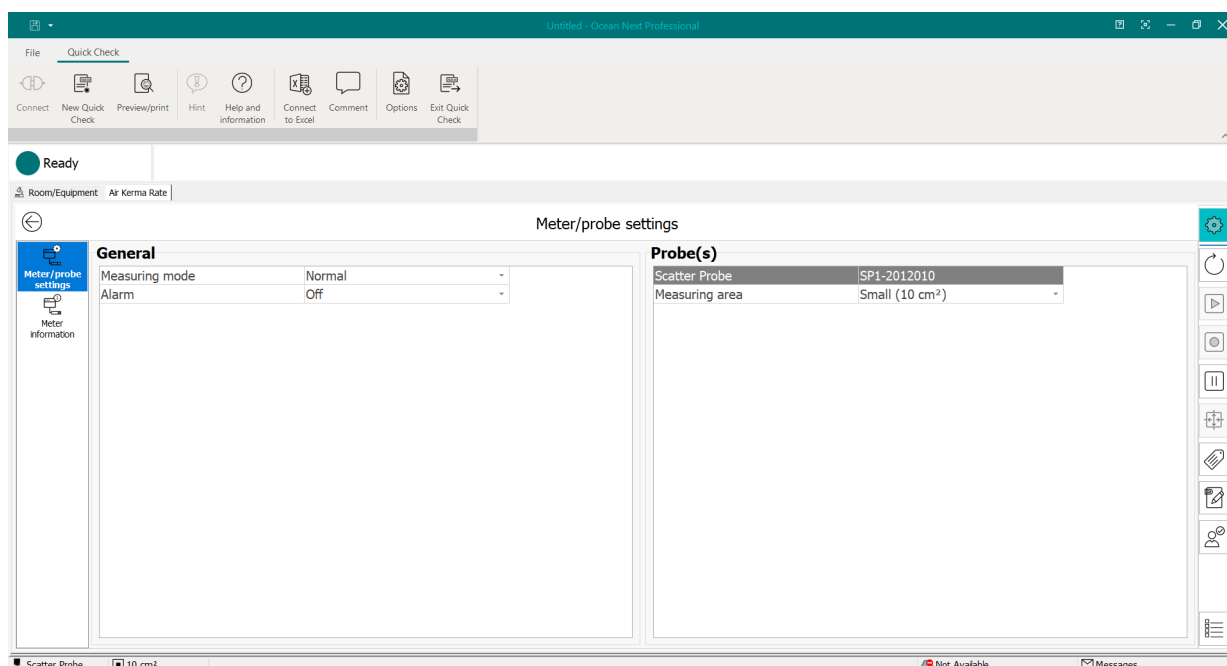 Untitled - Ocean Next Professional
File Quick Check
Connect New Quick Check Preview/print Hint Help and information Connect to Excel Comment Options Exit Quick Check
Ready
Room/Equipment Air Kerma Rate
Meter/probe settings
Meter/probe settings
Meter information
General
Measuring mode Normal
Alarm Off
Probe(s)
Scatter Probe SP1-2012010
Measuring area Small (10 cm²)
Scatter Probe 10 cm² Not Available Messages